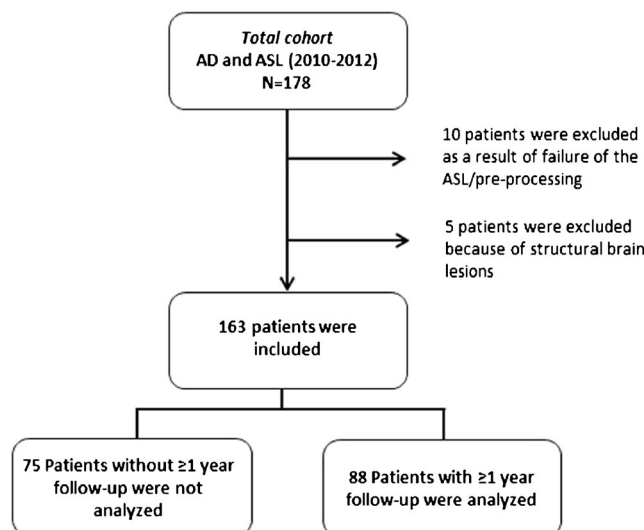 Total cohort
AD and ASL (2010-2012)
N=178
10 patients were excluded
as a result of failure of the
ASL/pre-processing
5 patients were excluded
because of structural brain
lesions
163 patients were
included
75 Patients without ≥1 year
follow-up were not
analyzed
88 Patients with ≥1 year
follow-up were analyzed